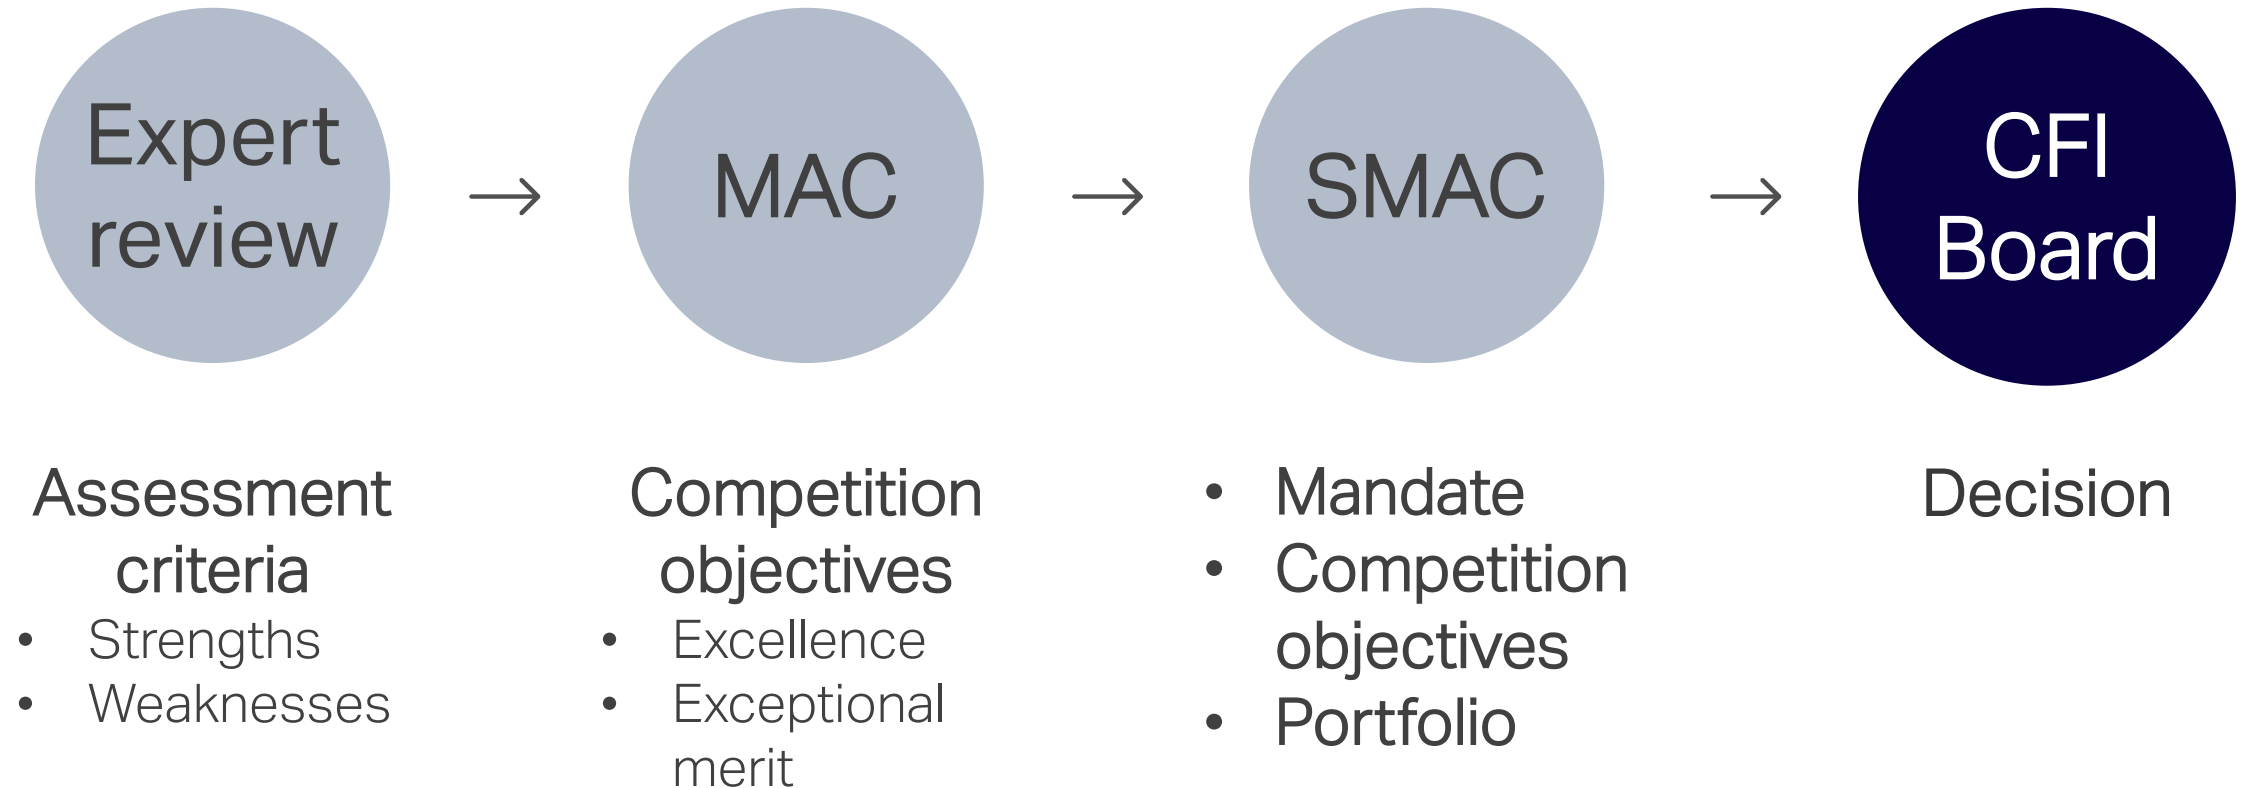 Expert
review
→
MAC
→
SMAC
→
CFI
Board
Assessment
criteria
• Strengths
• Weaknesses
Competition
objectives
• Excellence
• Exceptional
merit
• Mandate
• Competition
objectives
• Portfolio
Decision